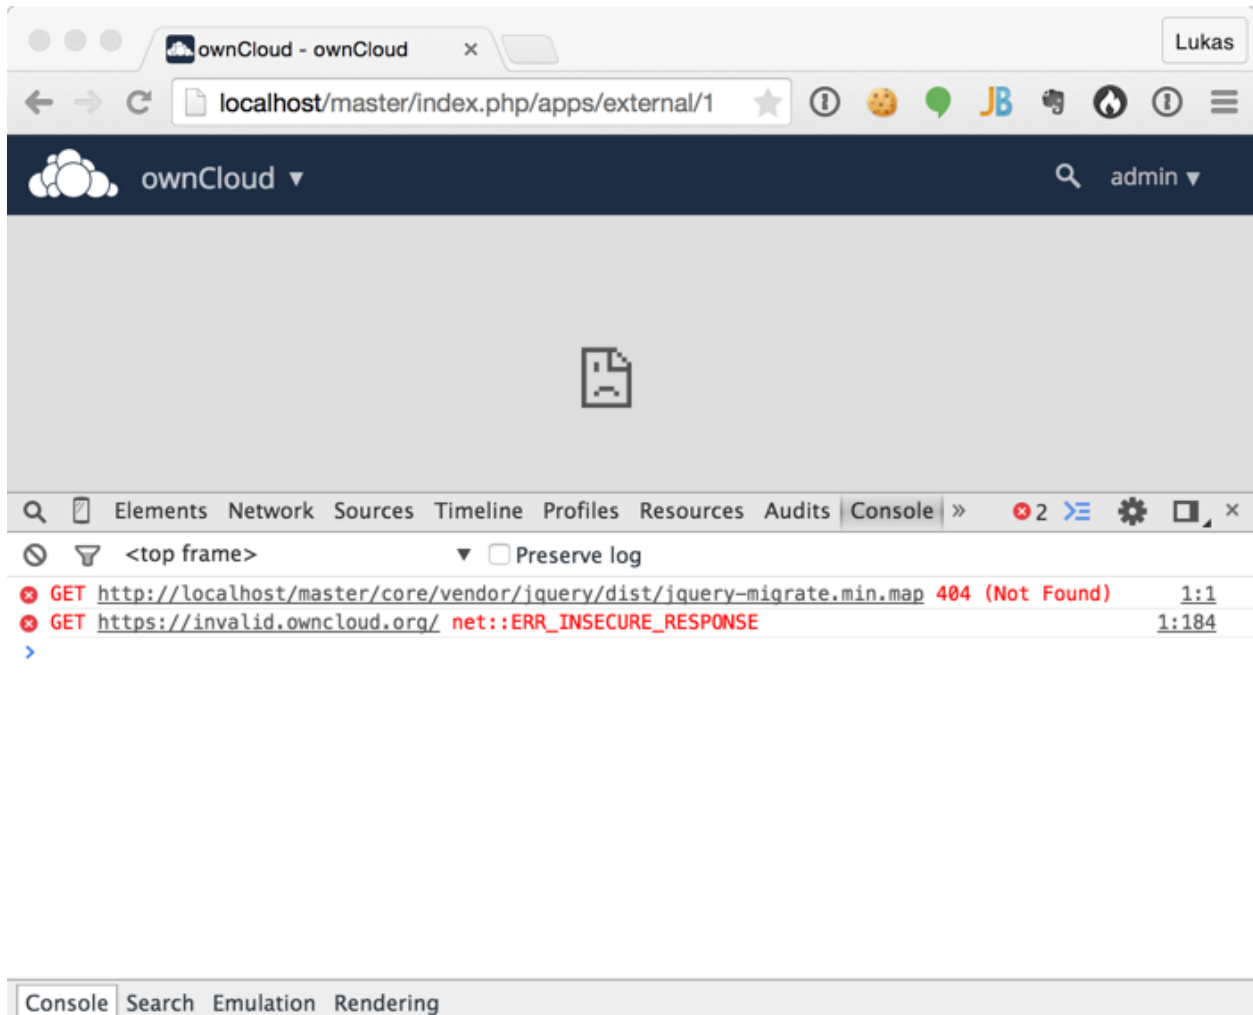 ownCloud - ownCloud × Lukas
localhost/master/index.php/apps/external/1 JB
ownCloud ▼ admin ▼
Elements Network Sources Timeline Profiles Resources Audits Console » 2 ×
<top frame> ▼ Preserve log
GET http://localhost/master/core/vendor/jquery/dist/jquery-migrate.min.map 404 (Not Found) 1:1
GET https://invalid.owncloud.org/ net::ERR_INSECURE_RESPONSE 1:184
>
Console Search Emulation Rendering